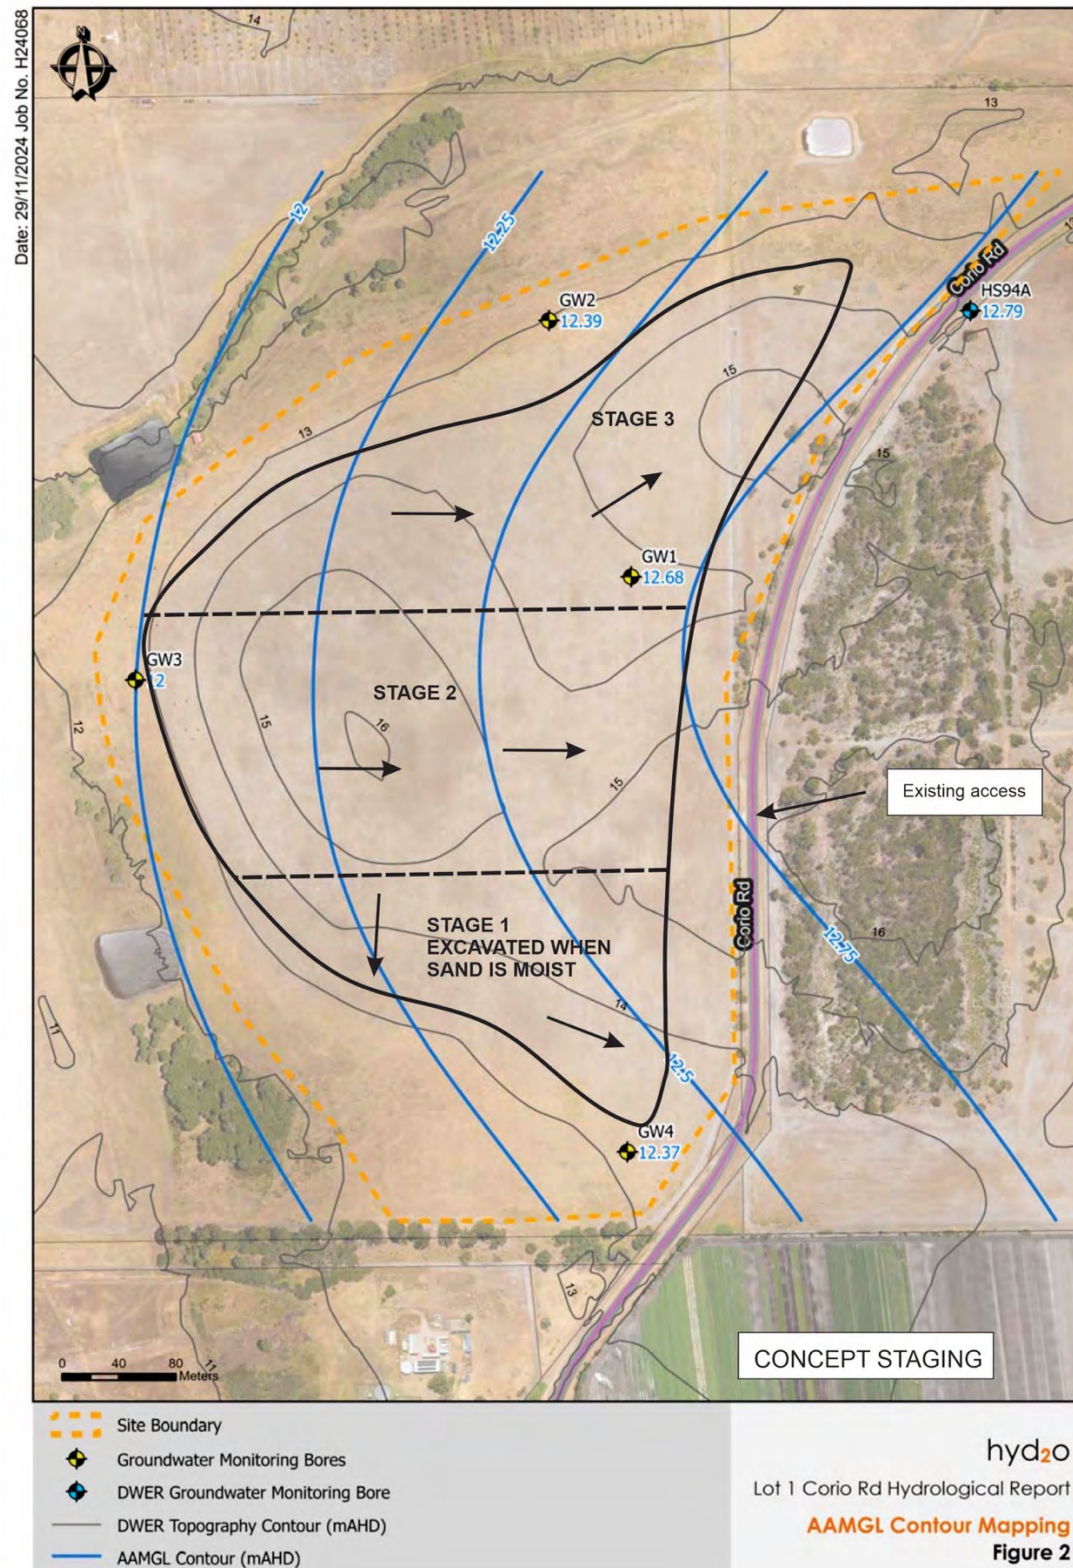 Date: 29/11/2024 Job No. H24068
14
13
12
12.25
Corio Rd
HS94A
12.79
GW2
12.39
15
STAGE 3
13
15
GW1
12.68
GW3
12
STAGE 2
15
16
12
15
Existing access
STAGE 1
EXCAVATED WHEN
SAND IS MOIST
Corio Rd
16
12.75
14
11
12.5
GW4
12.37
13
11
0 40 80
Meters
CONCEPT STAGING
Site Boundary
Groundwater Monitoring Bores
DWER Groundwater Monitoring Bore
DWER Topography Contour (mAHD)
AAMGL Contour (mAHD)
hyd2o
Lot 1 Corio Rd Hydrological Report
AAMGL Contour Mapping
Figure 2